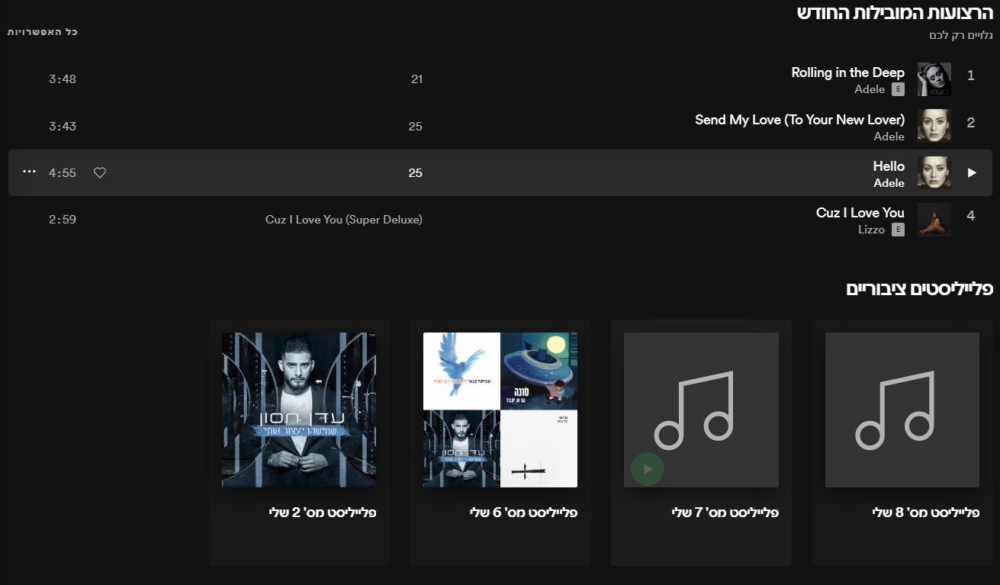 הרצועות המובילות החודש
גלויים רק לכם
כל האפשרויות
1
Rolling in the Deep
E Adele
21
3:48
ADELE 21
2
Send My Love (To Your New Lover)
Adele
25
3:43
Hello
Adele
25
4:55
4
Cuz I Love You
E Lizzo
Cuz I Love You (Super Deluxe)
2:59
פלייליסטים ציבוריים
פלייליסט מס' 8 שלי
פלייליסט מס' 7 שלי
טונה
אביתר בנאי
עדן חסון
שמישהו יעצור אותי
פלייליסט מס' 6 שלי
עדן חסון
שמישהו יעצור אותי
פלייליסט מס' 2 שלי